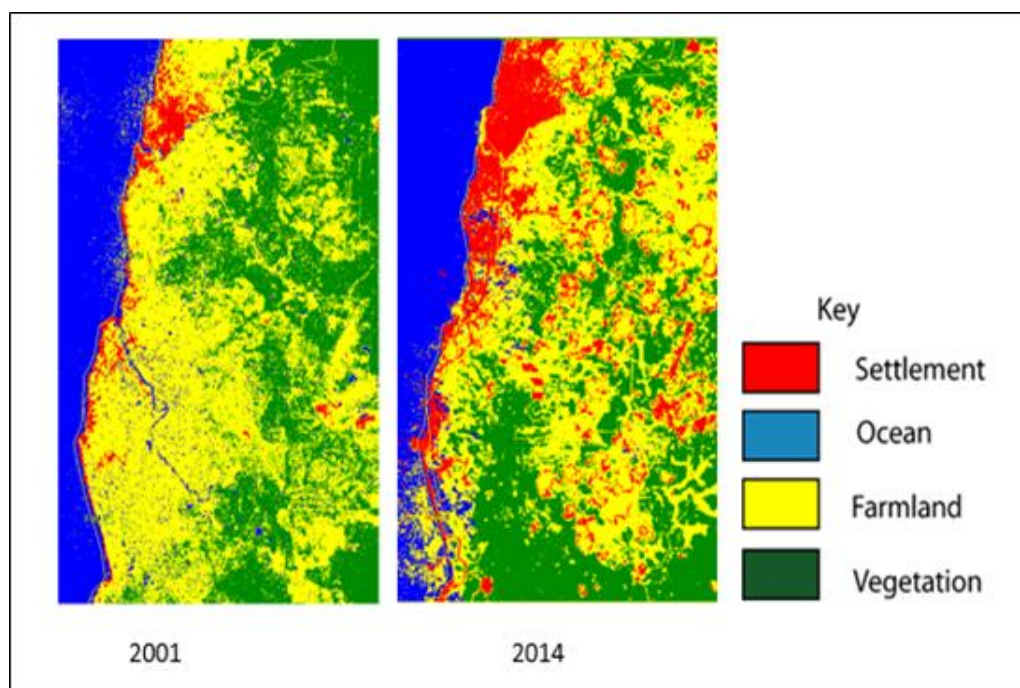 Key
Settlement
Ocean
Farmland
Vegetation
2001
2014